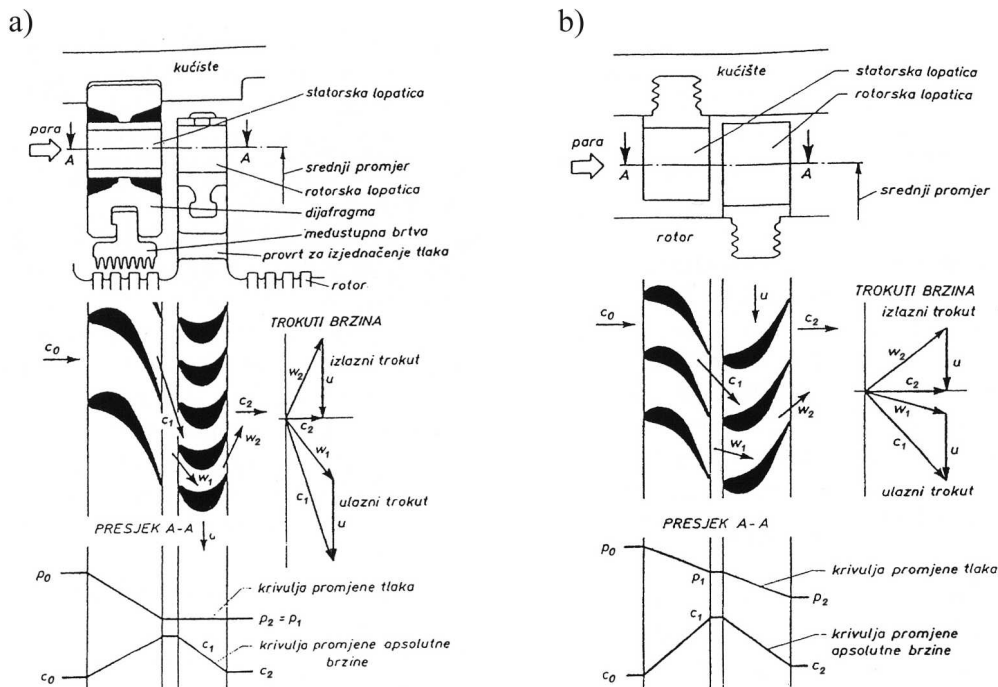 a)
kućiste
statorska lopatica
para
A
A
srednji promjer
rotorska lopatica
dijafragma
međustupna brtva
provrt za izjednačenje tlaka
rotor
TROKUTI BRZINA
izlazni trokut
c0
c1
w1
c2
w2
w2
u
c2
w1
c1
u
ulazni trokut
PRESJEK A-A
u
p0
krivulja promjene tlaka
p2 = p1
c1
krivulja promjene apsolutne
brzine
c0
c2
b)
kućište
statorska lopatica
rotorska lopatica
para
A
A
srednji promjer
rotor
u
TROKUTI BRZINA
izlazni trokut
c0
c1
w1
c2
w2
w2
u
c2
w1
c1
u
ulazni trokut
PRESJEK A-A
p0
p1
krivulja promjene tlaka
p2
c1
krivulja promjene
apsolutne brzine
c0
c2